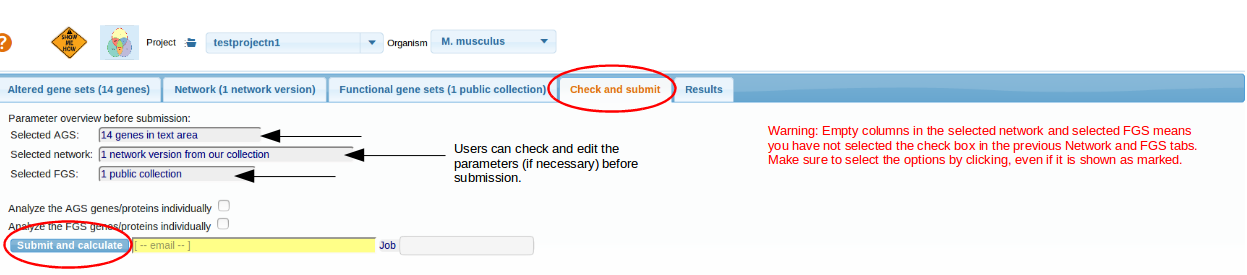 ?
SHOW ME HOW
Project testprojectn1 Organism M. musculus
Altered gene sets (14 genes) Network (1 network version) Functional gene sets (1 public collection) Check and submit Results
Parameter overview before submission:
Selected AGS: 14 genes in text area
Selected network: 1 network version from our collection
Selected FGS: 1 public collection
Users can check and edit the
parameters (if necessary) before
submission.
Warning: Empty columns in the selected network and selected FGS means
you have not selected the check box in the previous Network and FGS tabs.
Make sure to select the options by clicking, even if it is shown as marked.
Analyze the AGS genes/proteins individually
Analyze the FGS genes/proteins individually
Submit and calculate [ -- email -- ] Job